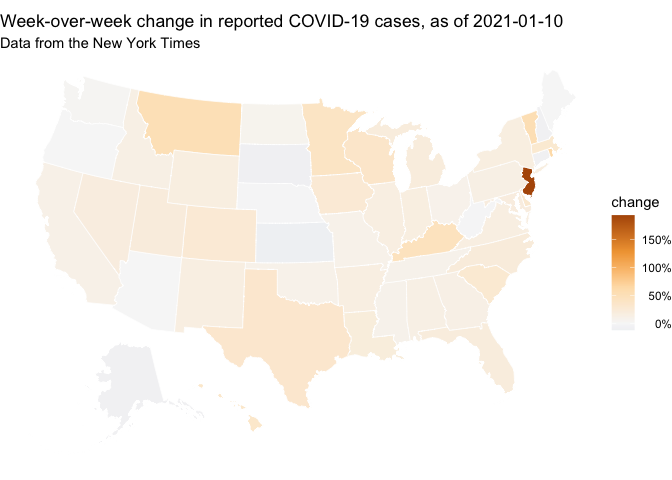 Week-over-week change in reported COVID-19 cases, as of 2021-01-10
Data from the New York Times
change
150%
100%
50%
0%